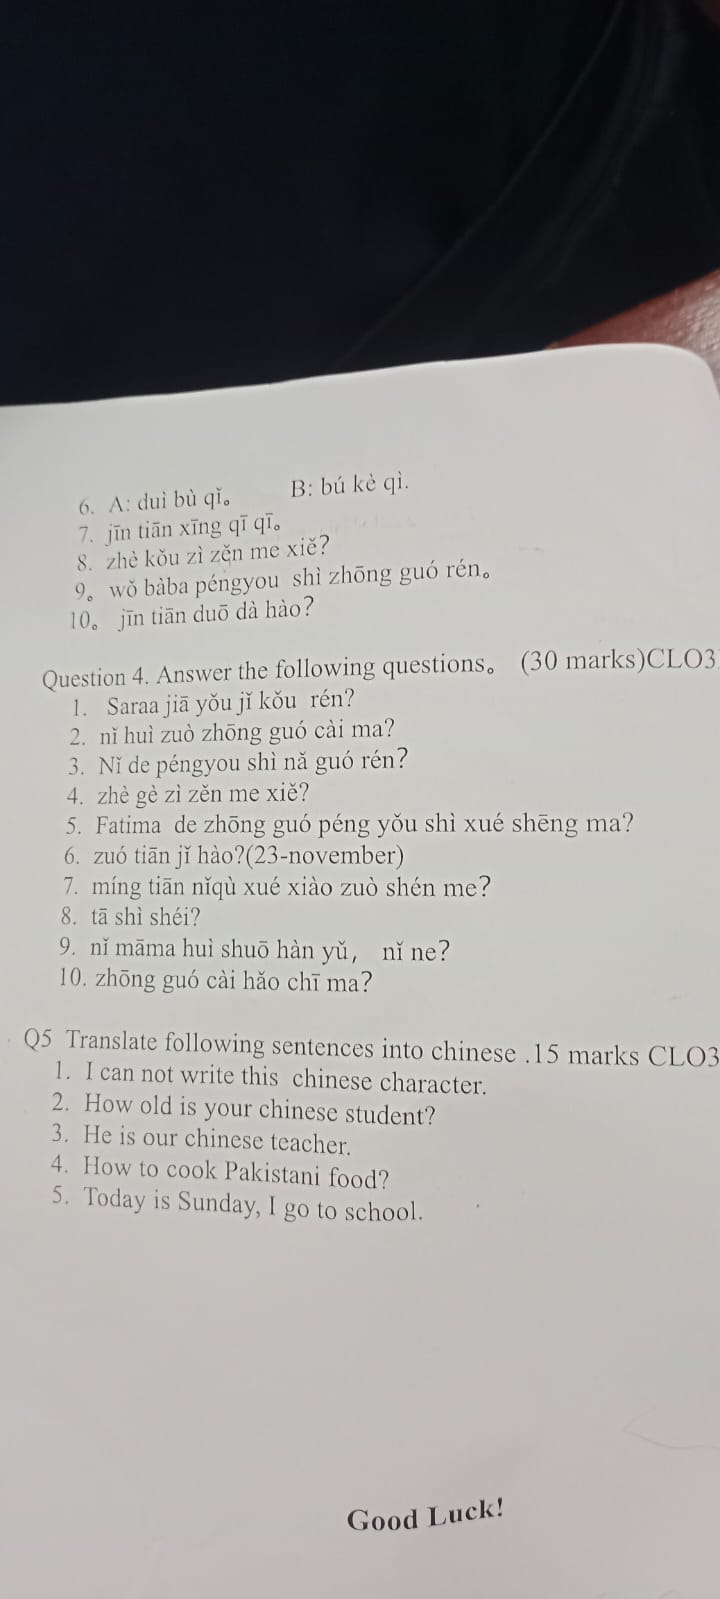 6. A: duì bù qǐ。 B: bú kè qì.
7. jīn tiān xīng qī qī。
8. zhè kǒu zì zěn me xiě?
9。wǒ bàba péngyou shì zhōng guó rén。
10。 jīn tiān duō dà hào?
Question 4. Answer the following questions。 (30 marks)CLO3
1. Saraa jiā yǒu jǐ kǒu rén?
2. nǐ huì zuò zhōng guó cài ma?
3. Nǐ de péngyou shì nǎ guó rén?
4. zhè gè zì zěn me xiě?
5. Fatima de zhōng guó péng yǒu shì xué shēng ma?
6. zuó tiān jǐ hào?(23-november)
7. míng tiān nǐqù xué xiào zuò shén me?
8. tā shì shéi?
9. nǐ māma huì shuō hàn yǔ， nǐ ne?
10. zhōng guó cài hǎo chī ma?
Q5 Translate following sentences into chinese .15 marks CLO3
1. I can not write this chinese character.
2. How old is your chinese student?
3. He is our chinese teacher.
4. How to cook Pakistani food?
5. Today is Sunday, I go to school.
Good Luck!